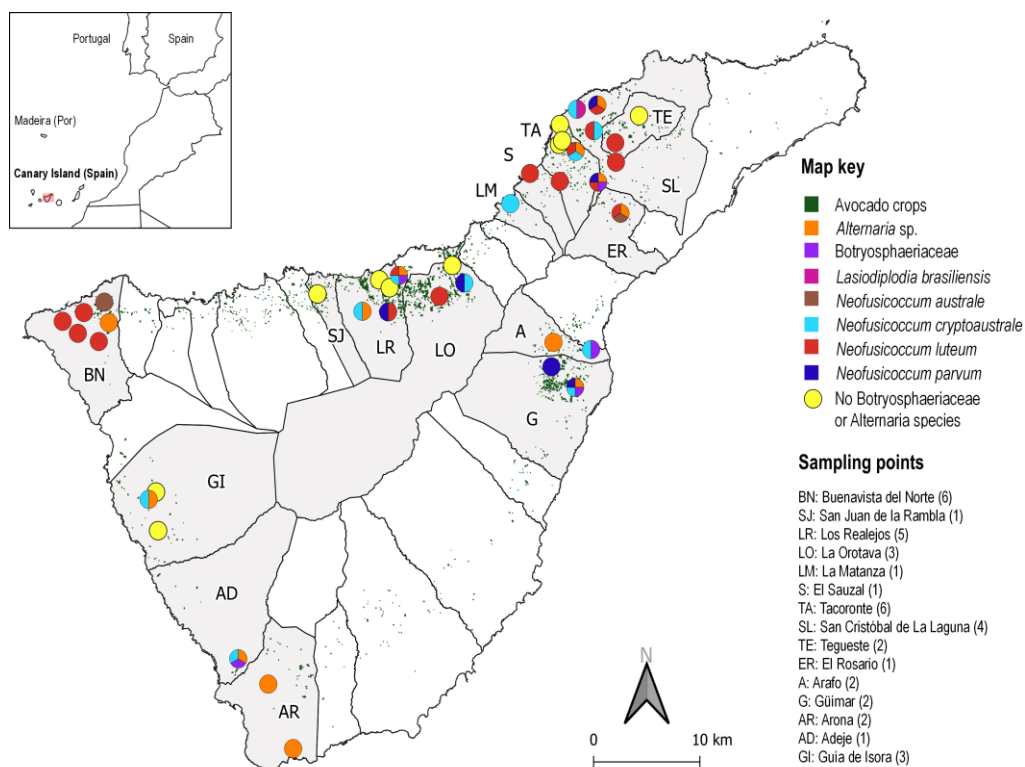 Portugal
Spain
Madeira (Por)
Canary Island (Spain)
TE
TA
S
SL
LM
ER
SJ
LR
LO
A
BN
G
GI
AD
AR
N
0
10 km
Map key
Avocado crops
Alternaria sp.
Botryosphaeriaceae
Lasiodiplodia brasiliensis
Neofusicoccum australe
Neofusicoccum cryptoaustrale
Neofusicoccum luteum
Neofusicoccum parvum
No Botryosphaeriaceae
or Alternaria species
Sampling points
BN: Buenavista del Norte (6)
SJ: San Juan de la Rambla (1)
LR: Los Realejos (5)
LO: La Orotava (3)
LM: La Matanza (1)
S: El Sauzal (1)
TA: Tacoronte (6)
SL: San Cristóbal de La Laguna (4)
TE: Tegueste (2)
ER: El Rosario (1)
A: Arafo (2)
G: Güimar (2)
AR: Arona (2)
AD: Adeje (1)
GI: Guia de Isora (3)